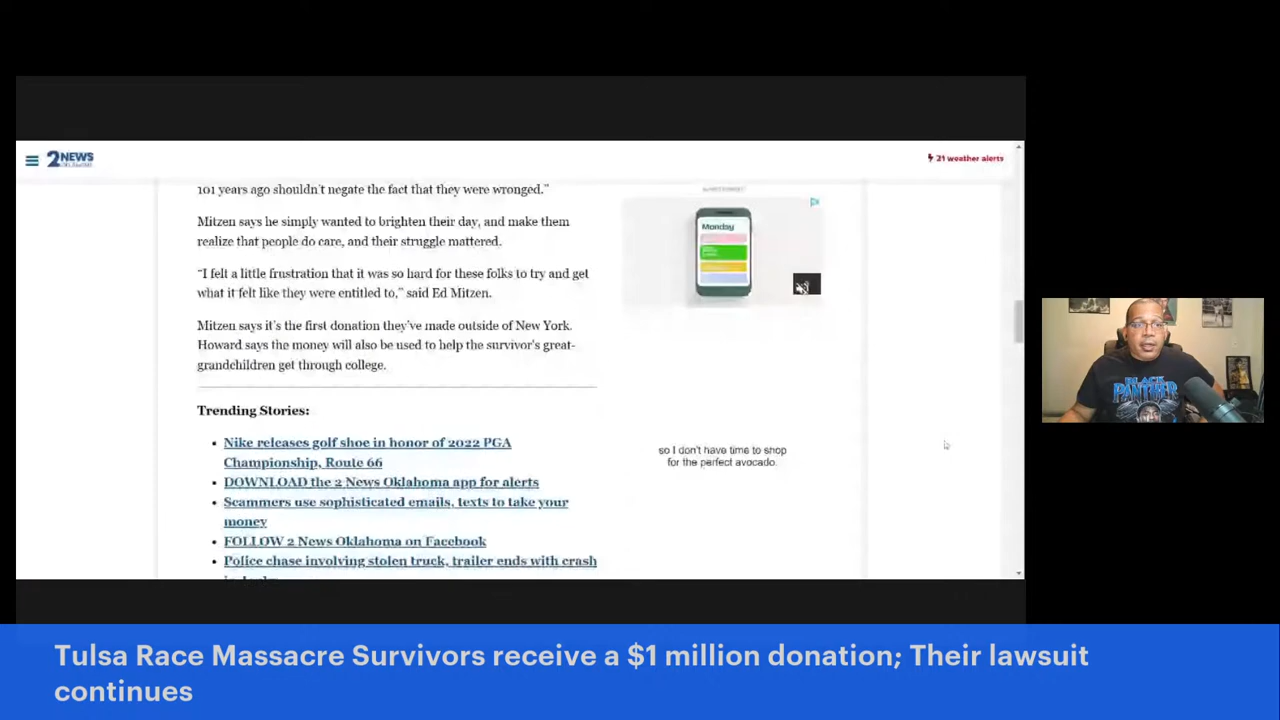 2NEWS
21 weather alerts
101 years ago shouldn't negate the fact that they were wronged."
Mitzen says he simply wanted to brighten their day, and make them
realize that people do care, and their struggle mattered.
"I felt a little frustration that it was so hard for these folks to try and get
what it felt like they were entitled to," said Ed Mitzen.
Mitzen says it's the first donation they've made outside of New York.
Howard says the money will also be used to help the survivor's great-
grandchildren get through college.
Trending Stories:
Nike releases golf shoe in honor of 2022 PGA
Championship, Route 66
DOWNLOAD the 2 News Oklahoma app for alerts
Scammers use sophisticated emails, texts to take your
money
FOLLOW 2 News Oklahoma on Facebook
Police chase involving stolen truck, trailer ends with crash
Monday
so I don't have time to shop
for the perfect avocado.
BLACK
PANTHER
Tulsa Race Massacre Survivors receive a $1 million donation; Their lawsuit
continues